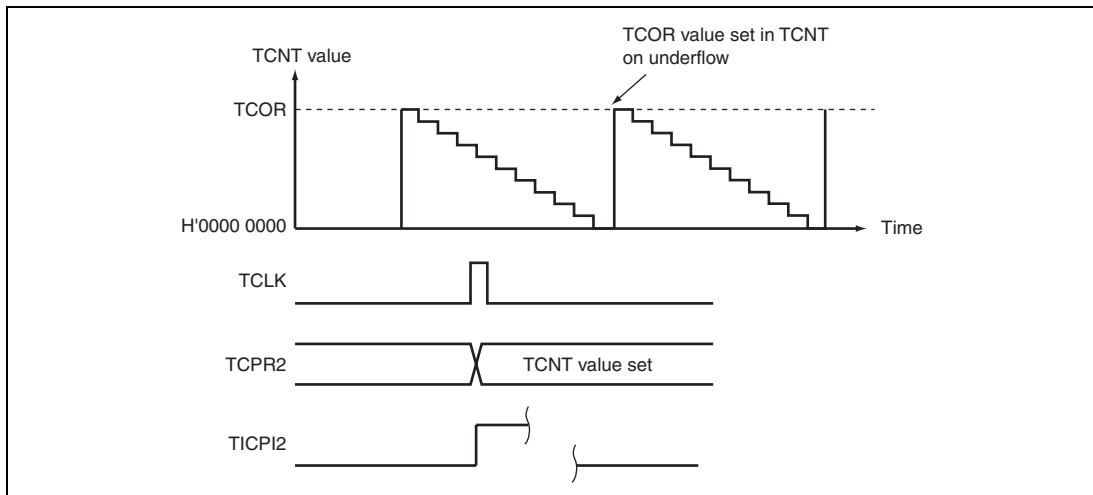 TCOR value set in TCNT
on underflow
TCNT value
TCOR
H'0000 0000
Time
TCLK
TCPR2
TCNT value set
TICPI2